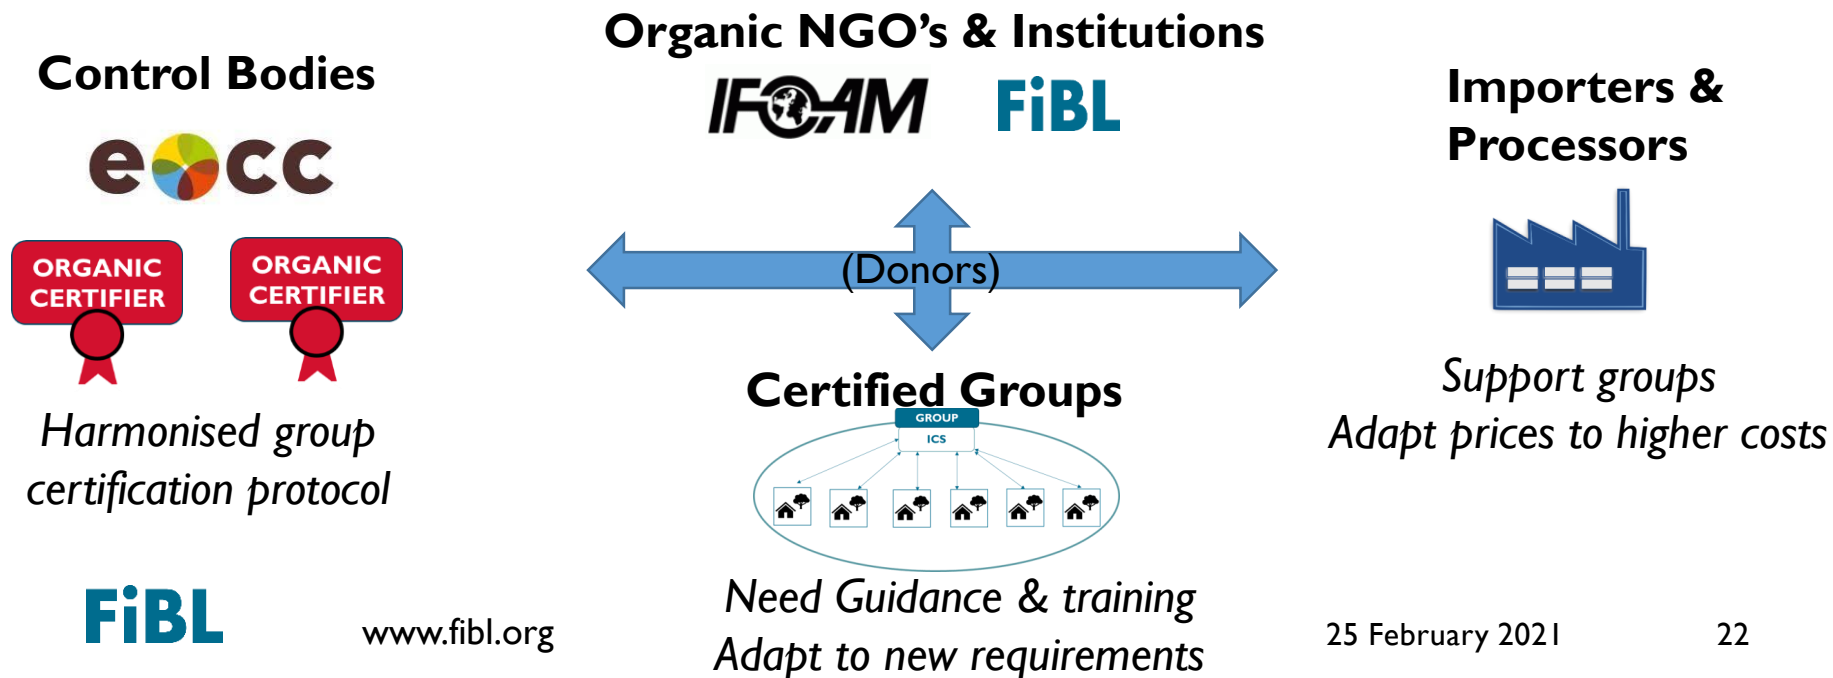 Organic NGO's & Institutions
IFOAM
FiBL
Control Bodies
eocc
ORGANIC
CERTIFIER
ORGANIC
CERTIFIER
Harmonised group
certification protocol
Importers &
Processors
Support groups
Adapt prices to higher costs
(Donors)
Certified Groups
GROUP
ICS
Need Guidance & training
Adapt to new requirements
FiBL
www.fibl.org
25 February 2021
22